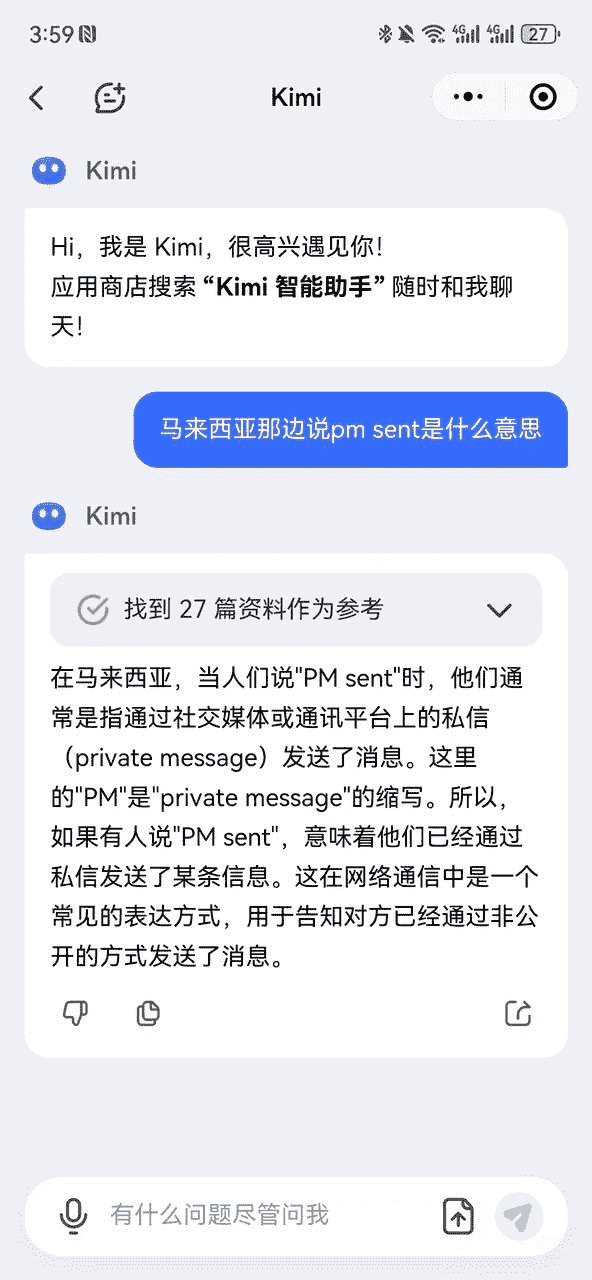 3:59
4G 4G 27
Kimi
Kimi
Hi，我是 Kimi，很高兴遇见你！
应用商店搜索 “Kimi 智能助手” 随时和我聊
天！
马来西亚那边说pm sent是什么意思
Kimi
找到 27 篇资料作为参考
在马来西亚，当人们说"PM sent"时，他们通
常是指通过社交媒体或通讯平台上的私信
（private message）发送了消息。这里
的"PM"是"private message"的缩写。所以，
如果有人说"PM sent"，意味着他们已经通过
私信发送了某条信息。这在网络通信中是一个
常见的表达方式，用于告知对方已经通过非公
开的方式发送了消息。
有什么问题尽管问我